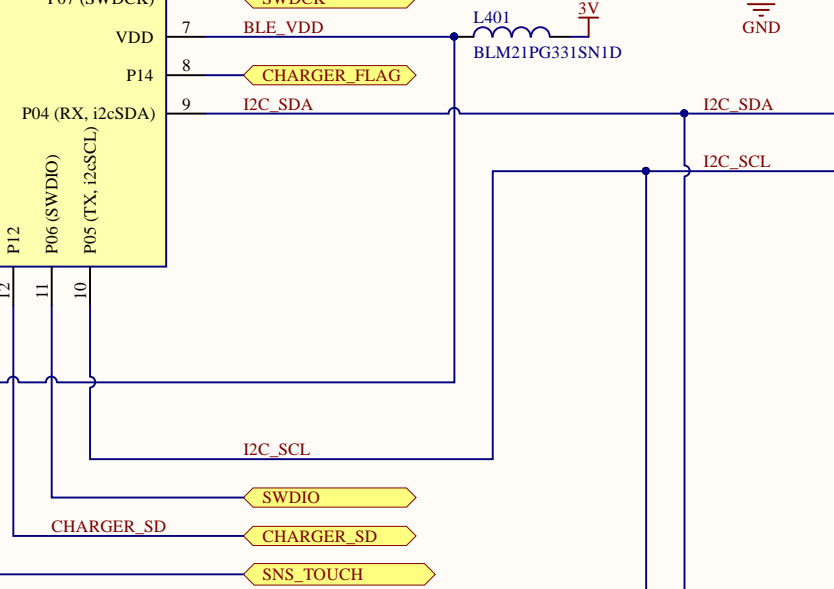 P07 (SWDCK)
SWDCK
VDD
7
BLE_VDD
L401
3V
BLM21PG331SN1D
GND
P14
8
CHARGER_FLAG
P04 (RX, i2cSDA)
9
I2C_SDA
I2C_SDA
I2C_SCL
P12
P06 (SWDIO)
P05 (TX, i2cSCL)
12
11
10
I2C_SCL
SWDIO
CHARGER_SD
CHARGER_SD
SNS_TOUCH